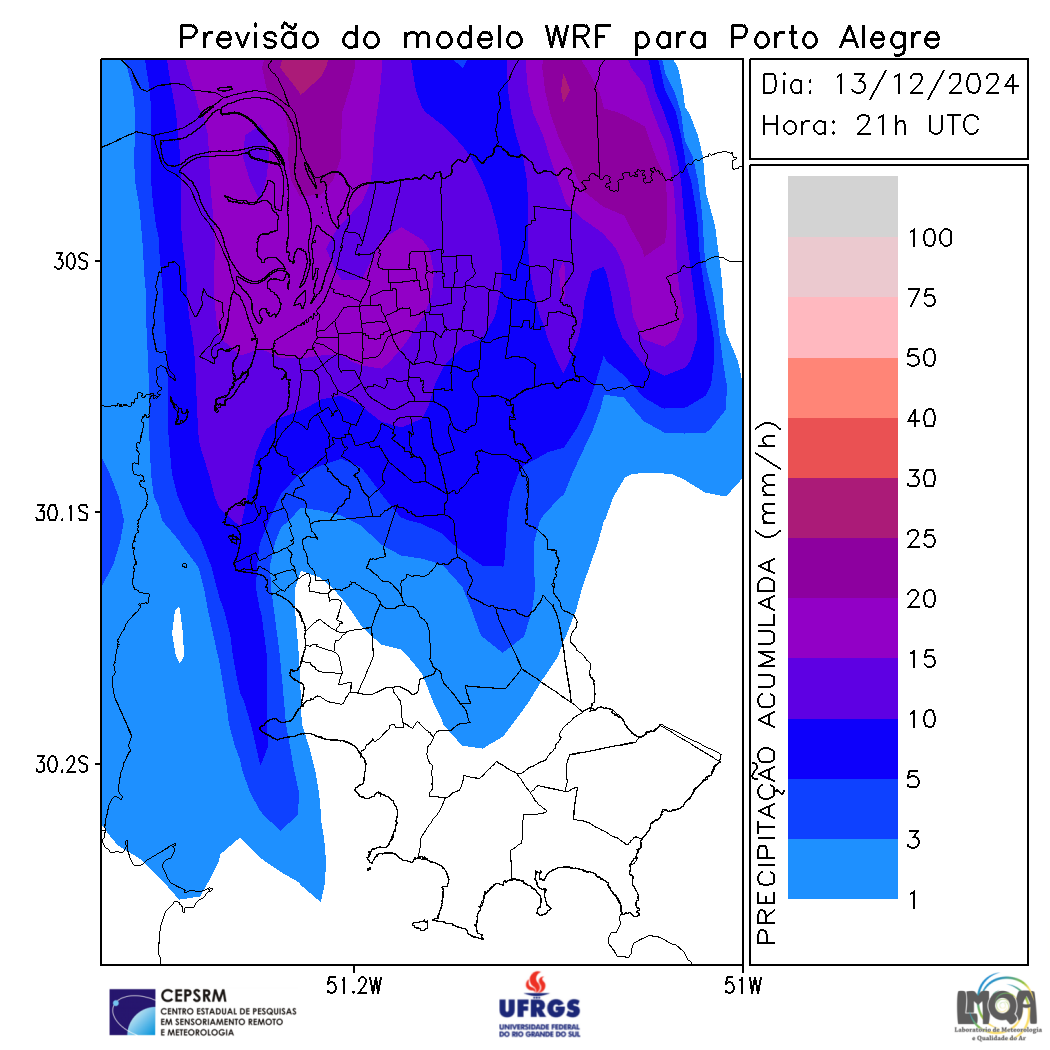 Previsão do modelo WRF para Porto Alegre
Dia: 13/12/2024
Hora: 21h UTC
30S
30.1S
30.2S
51.2W
51W
PRECIPITAÇÃO ACUMULADA (mm/h)
100
75
50
40
30
25
20
15
10
5
3
1
CEPSRM
CENTRO ESTADUAL DE PESQUISAS
EM SENSORIAMENTO REMOTO
E METEOROLOGIA
UFRGS
UNIVERSIDADE FEDERAL
DO RIO GRANDE DO SUL
LMQA
Laboratório de Meteorologia
e Qualidade do Ar